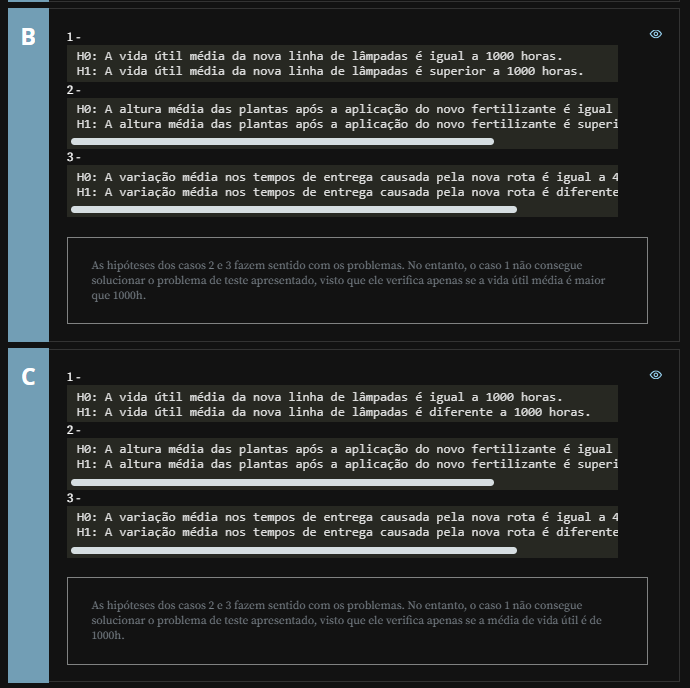 B
1 -
H0: A vida útil média da nova linha de lâmpadas é igual a 1000 horas.
H1: A vida útil média da nova linha de lâmpadas é superior a 1000 horas.
2 -
H0: A altura média das plantas após a aplicação do novo fertilizante é igual
H1: A altura média das plantas após a aplicação do novo fertilizante é superi
3 -
H0: A variação média nos tempos de entrega causada pela nova rota é igual a 4
H1: A variação média nos tempos de entrega causada pela nova rota é diferente
As hipóteses dos casos 2 e 3 fazem sentido com os problemas. No entanto, o caso 1 não consegue
solucionar o problema de teste apresentado, visto que ele verifica apenas se a vida útil média é maior
que 1000h.
C
1 -
H0: A vida útil média da nova linha de lâmpadas é igual a 1000 horas.
H1: A vida útil média da nova linha de lâmpadas é diferente a 1000 horas.
2 -
H0: A altura média das plantas após a aplicação do novo fertilizante é igual
H1: A altura média das plantas após a aplicação do novo fertilizante é superi
3 -
H0: A variação média nos tempos de entrega causada pela nova rota é igual a 4
H1: A variação média nos tempos de entrega causada pela nova rota é diferente
As hipóteses dos casos 2 e 3 fazem sentido com os problemas. No entanto, o caso 1 não consegue
solucionar o problema de teste apresentado, visto que ele verifica apenas se a média de vida útil é de
1000h.